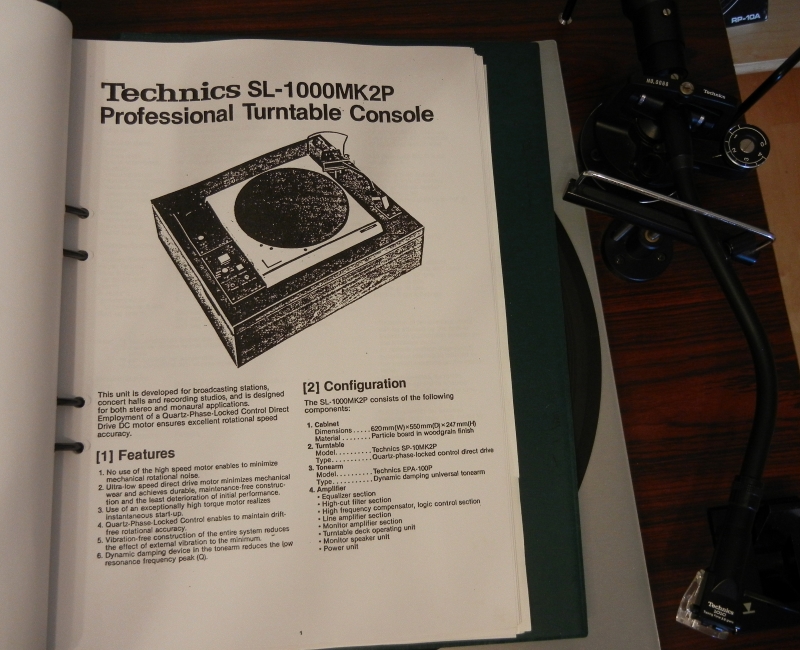 Technics SL-1000MK2P
Professional Turntable Console
This unit is developed for broadcasting stations,
concert halls and recording studios, and is designed
for both stereo and monaural applications.
Employment of a Quartz-Phase-Locked Control Direct
Drive DC motor ensures excellent rotational speed
accuracy.
[1] Features
1. No use of the high speed motor enables to minimize
mechanical rotational noise.
2. Ultra-low speed direct drive motor minimizes mechanical
wear and achieves durable, maintenance-free construc-
tion and the least deterioration of initial performance.
3. Use of an exceptionally high torque motor realizes
instantaneous start-up.
4. Quartz-Phase-Locked Control enables to maintain drift-
free rotational accuracy.
5. Vibration-free construction of the entire system reduces
the effect of external vibration to the minimum.
6. Dynamic damping device in the tonearm reduces the low
resonance frequency peak (Q).
[2] Configuration
The SL-1000MK2P consists of the following
components:
1. Cabinet
Dimensions.....620mm(W)×550mm(D)×247mm(H)
Material........Particle board in woodgrain finish
2. Turntable
Model..........Technics SP-10MK2P
Type..........Quartz-phase-locked control direct drive
3. Tonearm
Model..........Technics EPA-100P
Type..........Dynamic damping universal tonearm
4. Amplifier
• Equalizer section
• High-cut filter section
• High frequency compensator, logic control section
• Line amplifier section
• Monitor amplifier section
• Turntable deck operating unit
• Monitor speaker unit
• Power unit
1
RP-10A
Technics
Technics